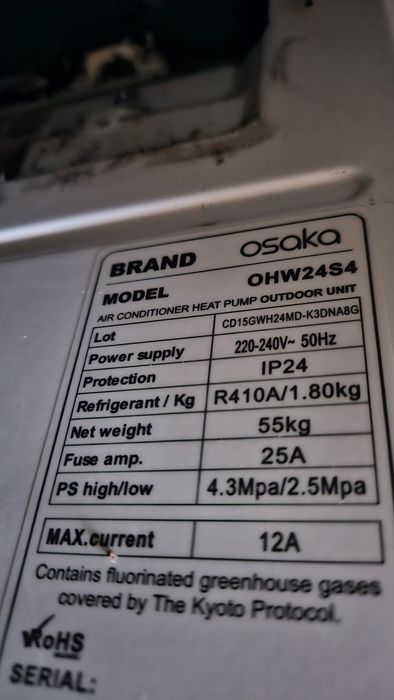 BRAND osaka
MODEL OHW24S4
AIR CONDITIONER HEAT PUMP OUTDOOR UNIT
Lot CD15GWH24MD-K3DNA8G
Power supply 220-240V~ 50Hz
Protection IP24
Refrigerant / Kg R410A/1.80kg
Net weight 55kg
Fuse amp. 25A
PS high/low 4.3Mpa/2.5Mpa
MAX.current 12A
Contains fluorinated greenhouse gases
covered by The Kyoto Protocol.
RoHS
SERIAL: